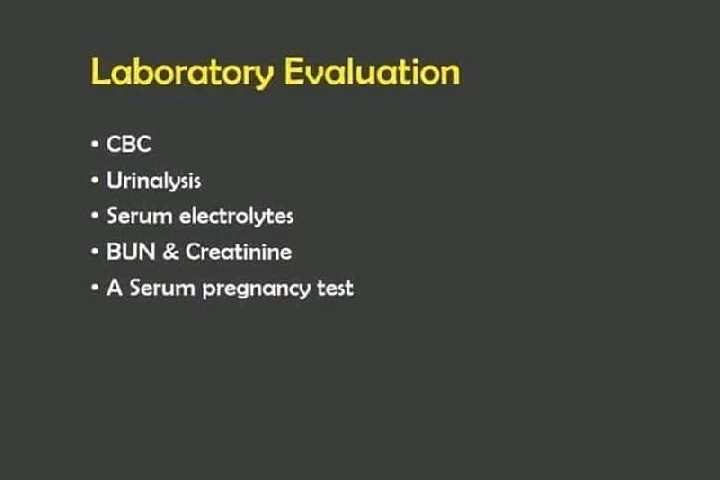 Laboratory Evaluation
• CBC
• Urinalysis
• Serum electrolytes
• BUN & Creatinine
• A Serum pregnancy test